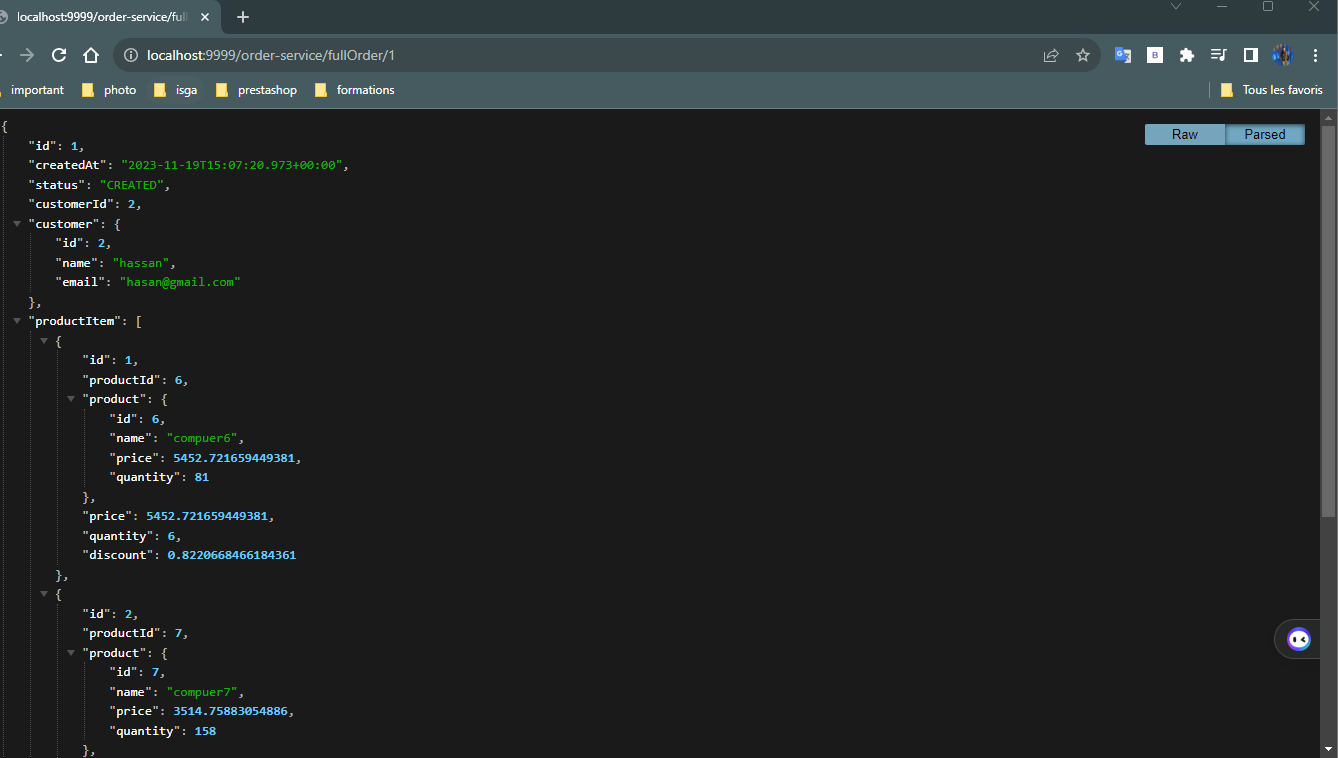 localhost:9999/order-service/full
localhost:9999/order-service/fullOrder/1
important photo isga prestashop formations Tous les favoris
Raw Parsed
{
"id": 1,
"createdAt": "2023-11-19T15:07:20.973+00:00",
"status": "CREATED",
"customerId": 2,
"customer": {
"id": 2,
"name": "hassan",
"email": "hasan@gmail.com"
},
"productItem": [
{
"id": 1,
"productId": 6,
"product": {
"id": 6,
"name": "compuer6",
"price": 5452.721659449381,
"quantity": 81
},
"price": 5452.721659449381,
"quantity": 6,
"discount": 0.8220668466184361
},
{
"id": 2,
"productId": 7,
"product": {
"id": 7,
"name": "compuer7",
"price": 3514.75883054886,
"quantity": 158
},